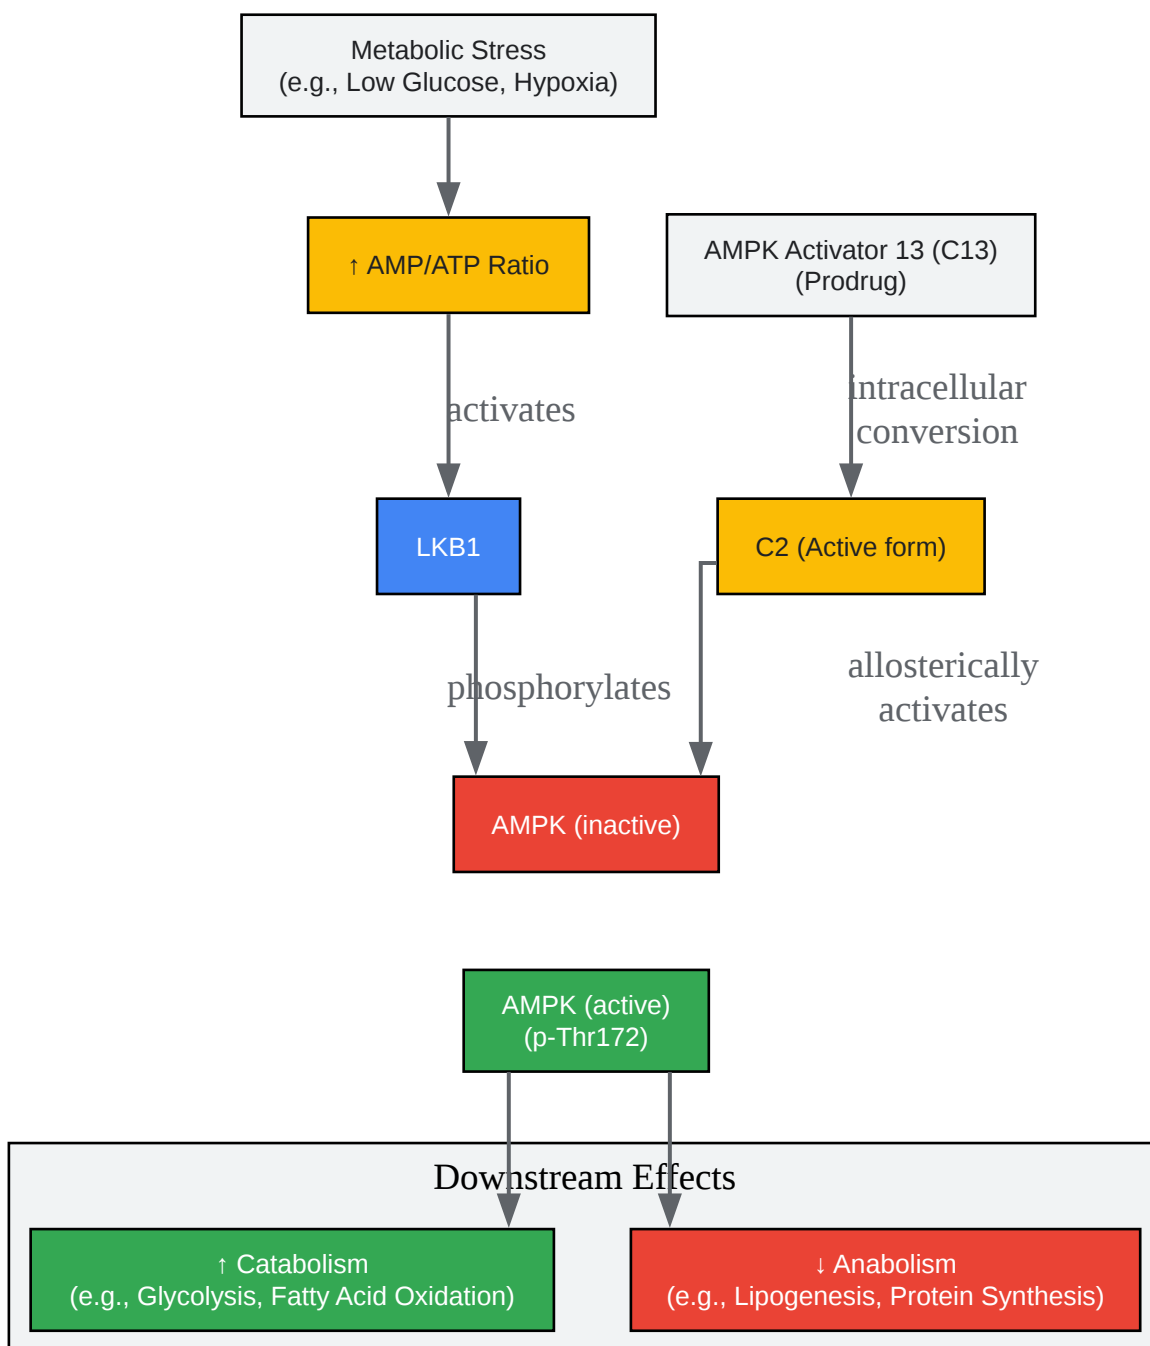 Metabolic Stress
(e.g., Low Glucose, Hypoxia)
↑ AMP/ATP Ratio
AMPK Activator 13 (C13)
(Prodrug)
activates
intracellular
conversion
LKB1
C2 (Active form)
phosphorylates
allosterically
activates
AMPK (inactive)
AMPK (active)
(p-Thr172)
Downstream Effects
↑ Catabolism
(e.g., Glycolysis, Fatty Acid Oxidation)
↓ Anabolism
(e.g., Lipogenesis, Protein Synthesis)